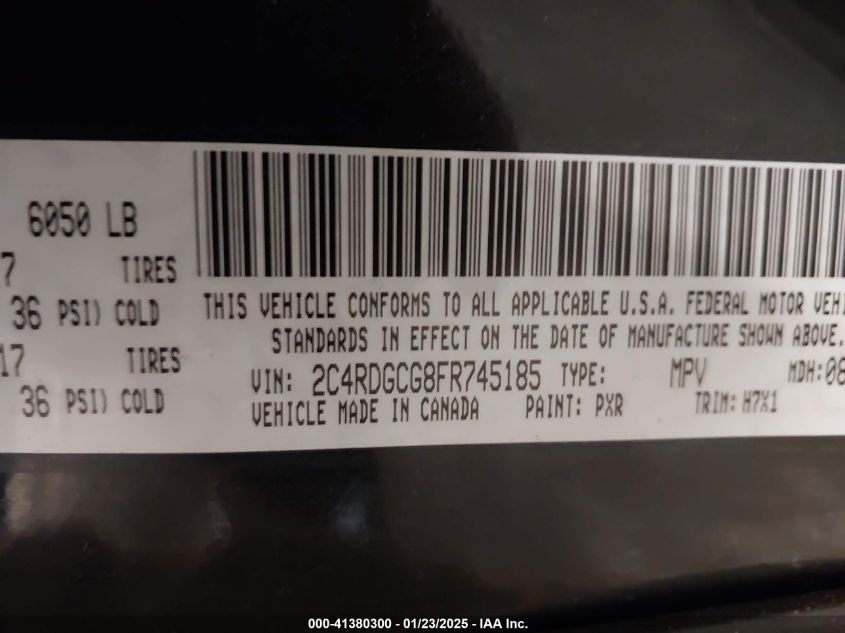 6050 LB
TIRES
36 PSI) COLD
17 TIRES
36 PSI) COLD
THIS VEHICLE CONFORMS TO ALL APPLICABLE U.S.A. FEDERAL MOTOR VEHI
STANDARDS IN EFFECT ON THE DATE OF MANUFACTURE SHOWN ABOVE.
VIN: 2C4RDGCG8FR745185 TYPE: MPV MDH:08
VEHICLE MADE IN CANADA PAINT: PXR TRIM: H7X1
000-41380300 - 01/23/2025 - IAA Inc.